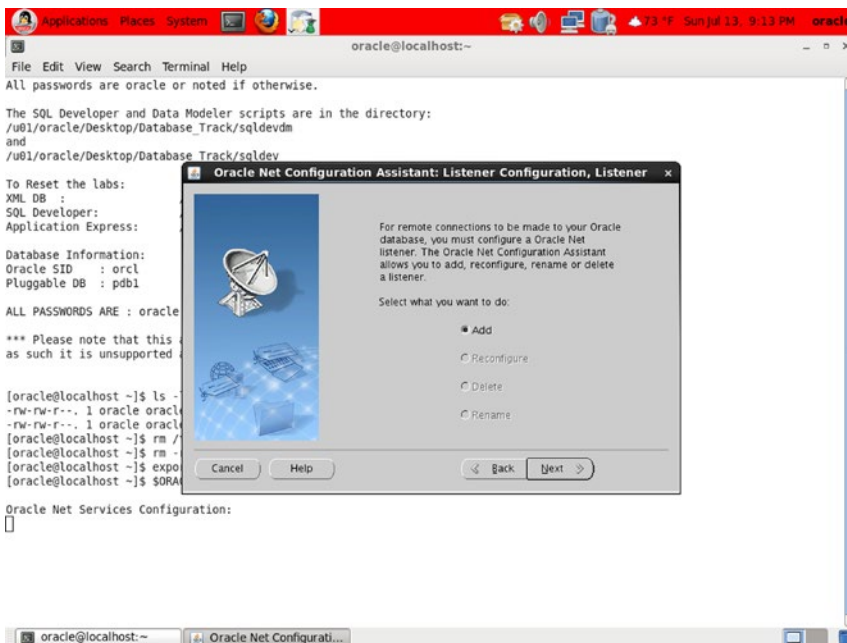 Applications Places System
73 °F Sun Jul 13, 9:13 PM oracle
oracle@localhost:~
File Edit View Search Terminal Help
All passwords are oracle or noted if otherwise.
The SQL Developer and Data Modeler scripts are in the directory:
/u01/oracle/Desktop/Database_Track/sqldevdm
and
/u01/oracle/Desktop/Database_Track/sqldev
To Reset the labs:
XML DB :
SQL Developer:
Application Express:
Database Information:
Oracle SID : orcl
Pluggable DB : pdb1
ALL PASSWORDS ARE : oracle
*** Please note that this
as such it is unsupported
[oracle@localhost ~]$ ls -
-rw-rw-r--. 1 oracle oracl
-rw-rw-r--. 1 oracle oracl
[oracle@localhost ~]$ rm /
[oracle@localhost ~]$ rm -
[oracle@localhost ~]$ expo
[oracle@localhost ~]$ $ORA
Oracle Net Services Configuration:
Oracle Net Configuration Assistant: Listener Configuration, Listener
For remote connections to be made to your Oracle
database, you must configure a Oracle Net
listener. The Oracle Net Configuration Assistant
allows you to add, reconfigure, rename or delete
a listener.
Select what you want to do:
Add
Reconfigure
Delete
Rename
Cancel Help Back Next
oracle@localhost:~ Oracle Net Configurati...